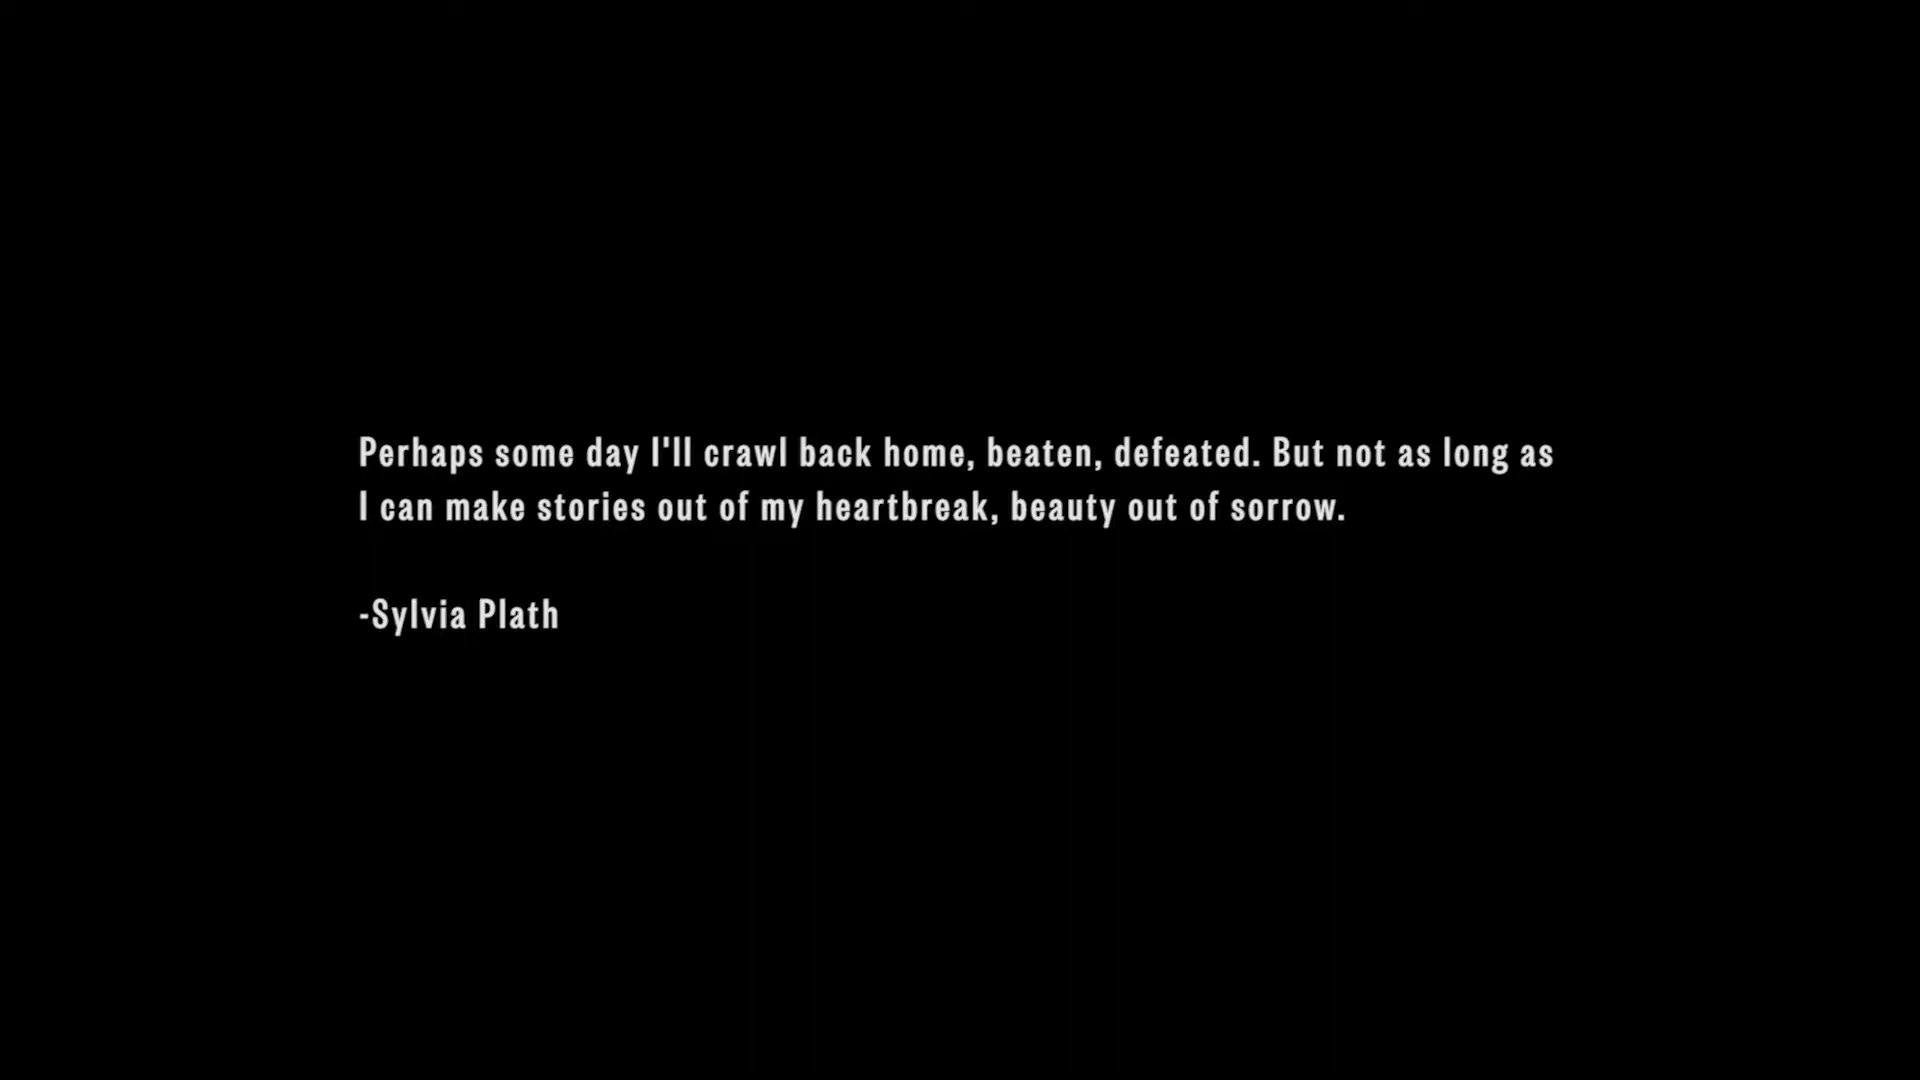 Perhaps some day I'll crawl back home, beaten, defeated. But not as long as
I can make stories out of my heartbreak, beauty out of sorrow.
-Sylvia Plath